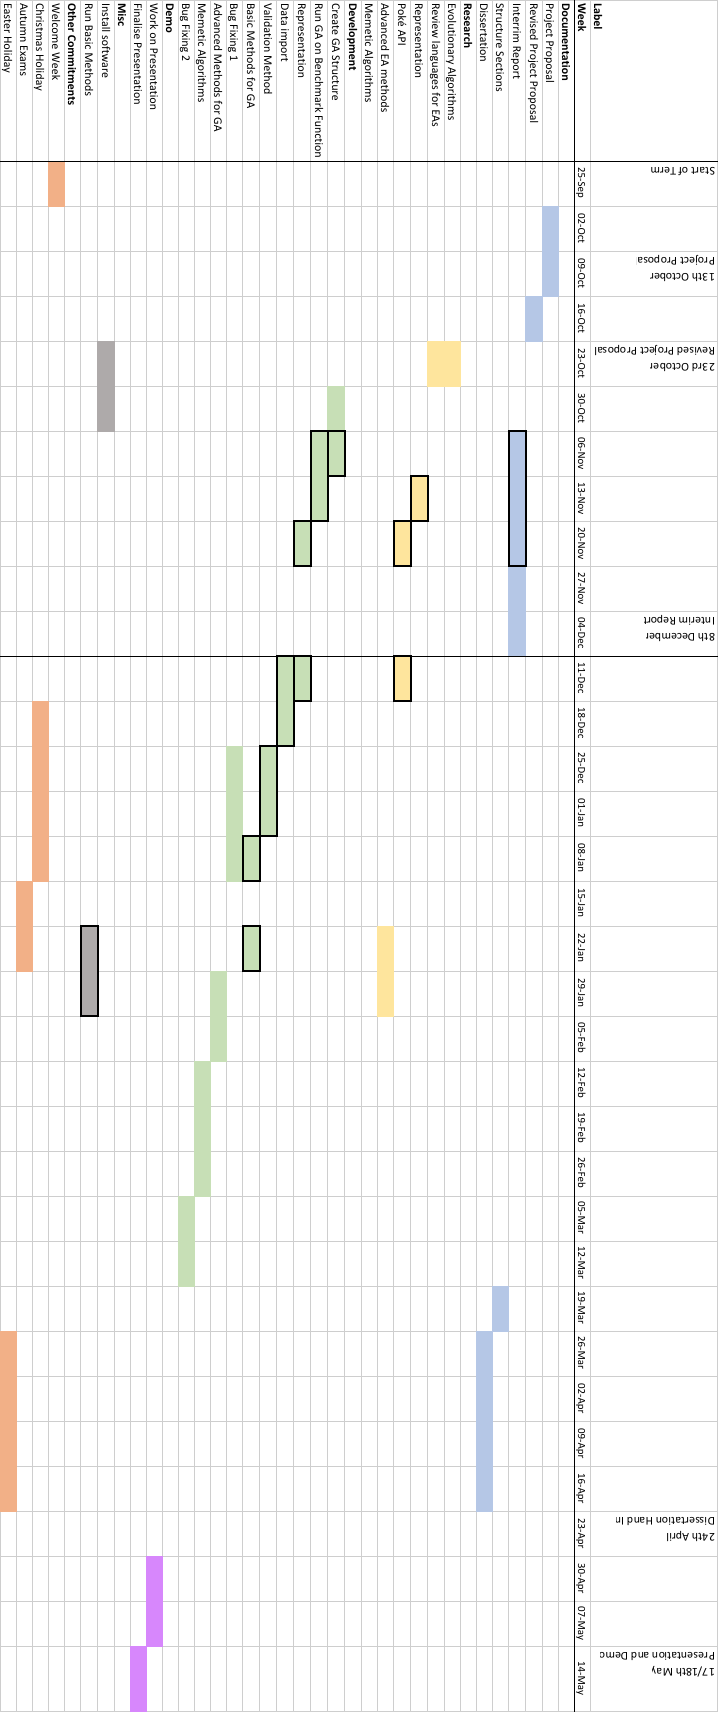 Label
Start of Term
13th October
Project Proposa
23rd October
Revised Project Proposal
8th December
Interim Report
24th April
Dissertation Hand In
17/18th May
Presentation and Demo
Week
25-Sep
02-Oct
09-Oct
16-Oct
23-Oct
30-Oct
06-Nov
13-Nov
20-Nov
27-Nov
04-Dec
11-Dec
18-Dec
25-Dec
01-Jan
08-Jan
15-Jan
22-Jan
29-Jan
05-Feb
12-Feb
19-Feb
26-Feb
05-Mar
12-Mar
19-Mar
26-Mar
02-Apr
09-Apr
16-Apr
23-Apr
30-Apr
07-May
14-May
Documentation
Project Proposal
Revised Project Proposal
Interrim Report
Structure Sections
Dissertation
Research
Evolutionary Algorithms
Review languages for EAs
Representation
Poké API
Advanced EA methods
Memetic Algorithms
Development
Create GA Structure
Run GA on Benchmark Function
Representation
Data import
Validation Method
Basic Methods for GA
Bug Fixing 1
Advanced Methods for GA
Memetic Algorithms
Bug Fixing 2
Demo
Work on Presentation
Finalise Presentation
Misc
Install software
Run Basic Methods
Other Commitments
Welcome Week
Christmas Holiday
Autumn Exams
Easter Holiday